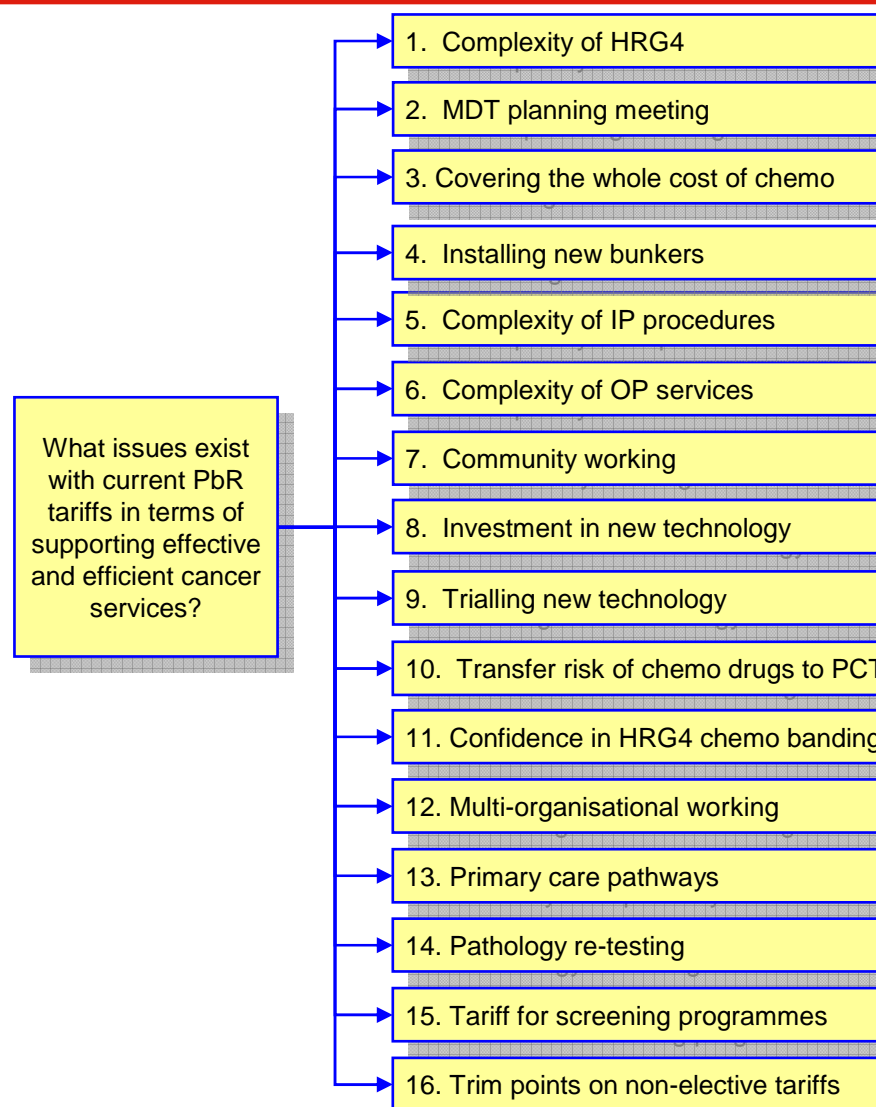 1. Complexity of HRG4
2. MDT planning meeting
3. Covering the whole cost of chemo
4. Installing new bunkers
5. Complexity of IP procedures
6. Complexity of OP services
7. Community working
8. Investment in new technology
9. Trialling new technology
10. Transfer risk of chemo drugs to PCT
11. Confidence in HRG4 chemo banding
12. Multi-organisational working
13. Primary care pathways
14. Pathology re-testing
15. Tariff for screening programmes
16. Trim points on non-elective tariffs
What issues exist
with current PbR
tariffs in terms of
supporting effective
and efficient cancer
services?